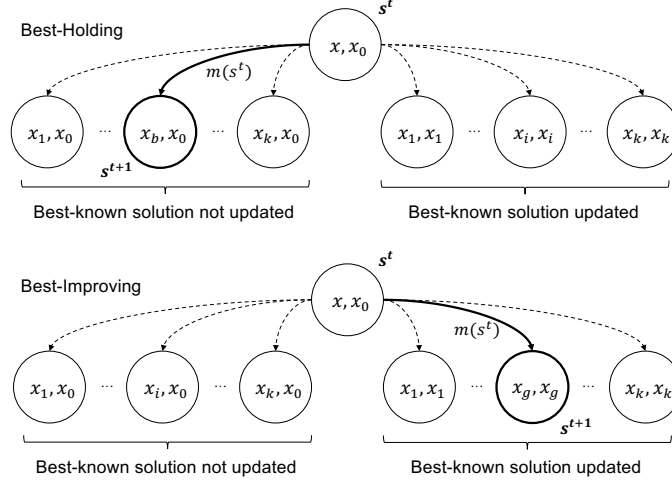 s^t
Best-Holding
x, x_0
m(s^t)
x_1, x_0 ... x_b, x_0 ... x_k, x_0 x_1, x_1 ... x_i, x_i ... x_k, x_k
s^{t+1}
Best-known solution not updated Best-known solution updated
s^t
Best-Improving
x, x_0
m(s^t)
x_1, x_0 ... x_i, x_0 ... x_k, x_0 x_1, x_1 ... x_g, x_g ... x_k, x_k
s^{t+1}
Best-known solution not updated Best-known solution updated